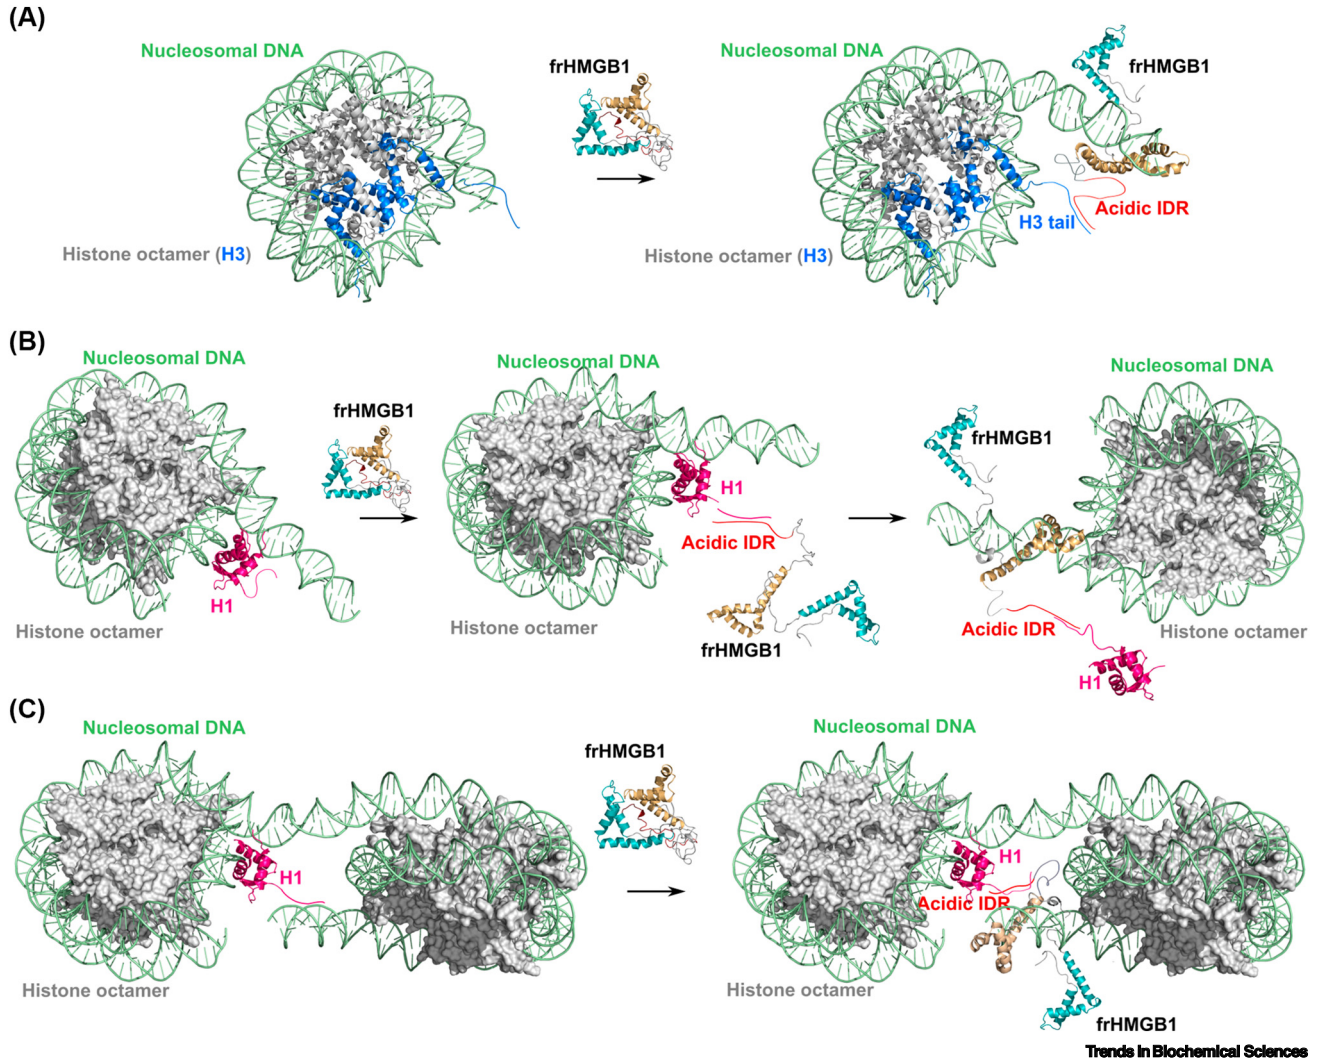 (A)
Nucleosomal DNA
Histone octamer (H3)
frHMGB1
Nucleosomal DNA
frHMGB1
Acidic IDR
H3 tail
Histone octamer (H3)
(B)
Nucleosomal DNA
H1
Histone octamer
frHMGB1
Nucleosomal DNA
H1
Acidic IDR
Histone octamer
frHMGB1
Nucleosomal DNA
frHMGB1
Acidic IDR
Histone octamer
H1
(C)
Nucleosomal DNA
H1
Histone octamer
frHMGB1
Nucleosomal DNA
H1
Acidic IDR
Histone octamer
frHMGB1
Trends in Biochemical Sciences